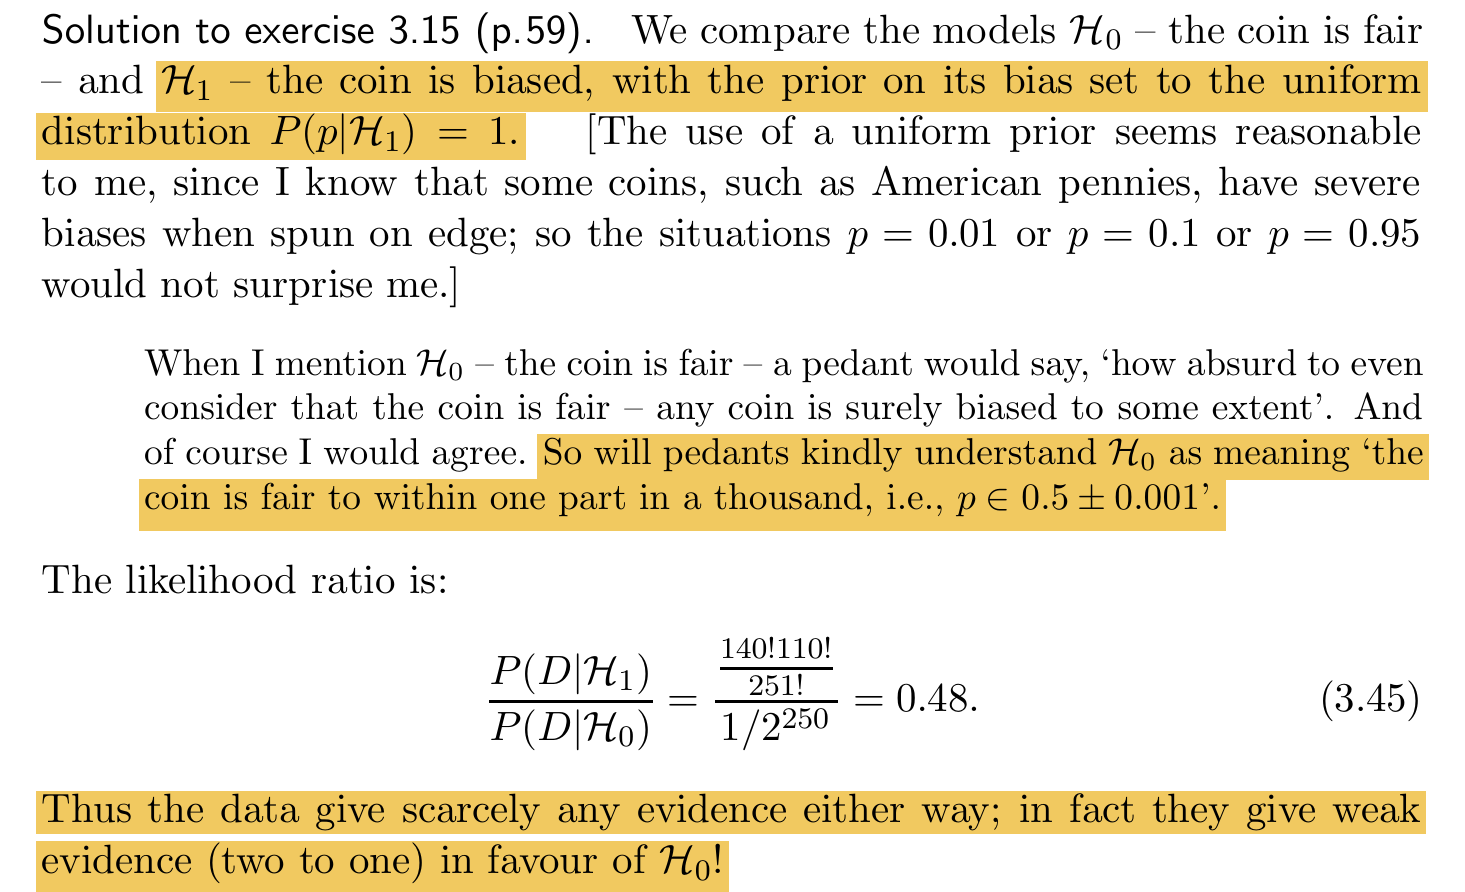 Solution to exercise 3.15 (p.59). We compare the models ℋ₀ – the coin is fair
– and ℋ₁ – the coin is biased, with the prior on its bias set to the uniform
distribution P(p|ℋ₁) = 1. [The use of a uniform prior seems reasonable
to me, since I know that some coins, such as American pennies, have severe
biases when spun on edge; so the situations p = 0.01 or p = 0.1 or p = 0.95
would not surprise me.]
When I mention ℋ₀ – the coin is fair – a pedant would say, ‘how absurd to even
consider that the coin is fair – any coin is surely biased to some extent’. And
of course I would agree. So will pedants kindly understand ℋ₀ as meaning ‘the
coin is fair to within one part in a thousand, i.e., p ∈ 0.5 ± 0.001’.
The likelihood ratio is:
P(D|ℋ₁)/P(D|ℋ₀) = (140!110!/251!)/(1/2²⁵⁰) = 0.48. (3.45)
Thus the data give scarcely any evidence either way; in fact they give weak
evidence (two to one) in favour of ℋ₀!